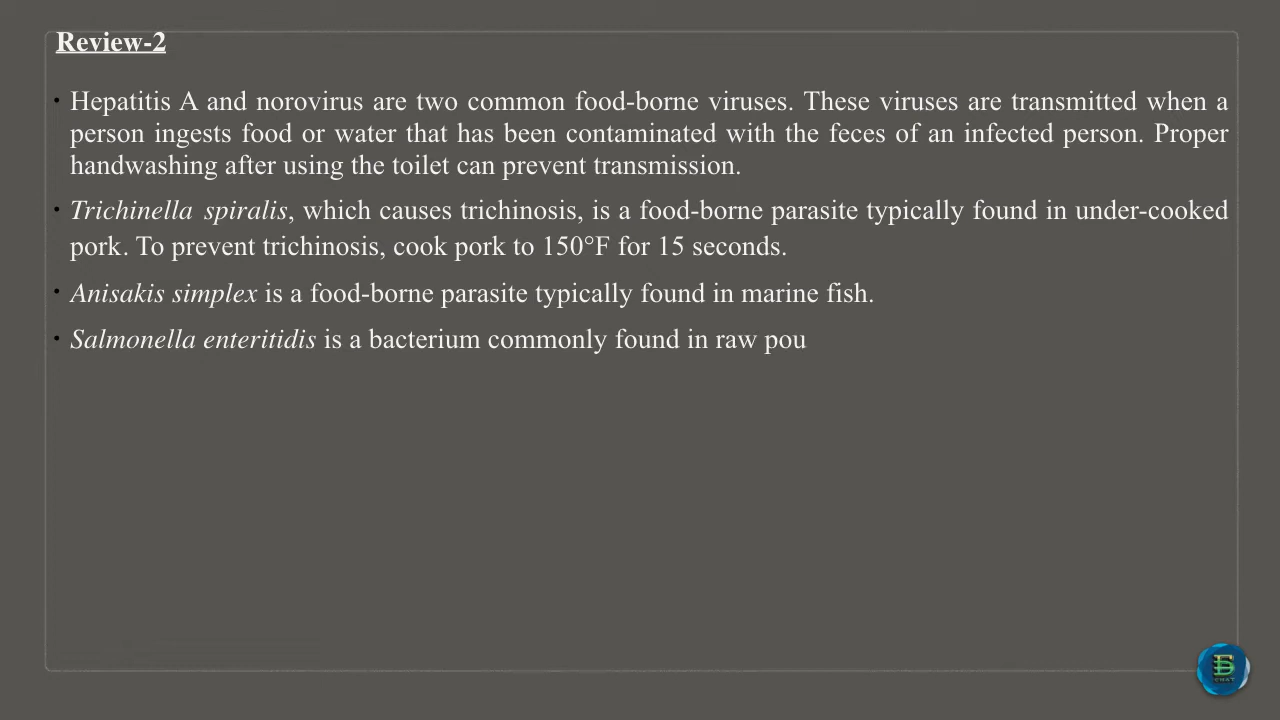 Review-2
• Hepatitis A and norovirus are two common food-borne viruses. These viruses are transmitted when a
person ingests food or water that has been contaminated with the feces of an infected person. Proper
handwashing after using the toilet can prevent transmission.
• Trichinella spiralis, which causes trichinosis, is a food-borne parasite typically found in under-cooked
pork. To prevent trichinosis, cook pork to 150°F for 15 seconds.
• Anisakis simplex is a food-borne parasite typically found in marine fish.
• Salmonella enteritidis is a bacterium commonly found in raw pou
CHAT